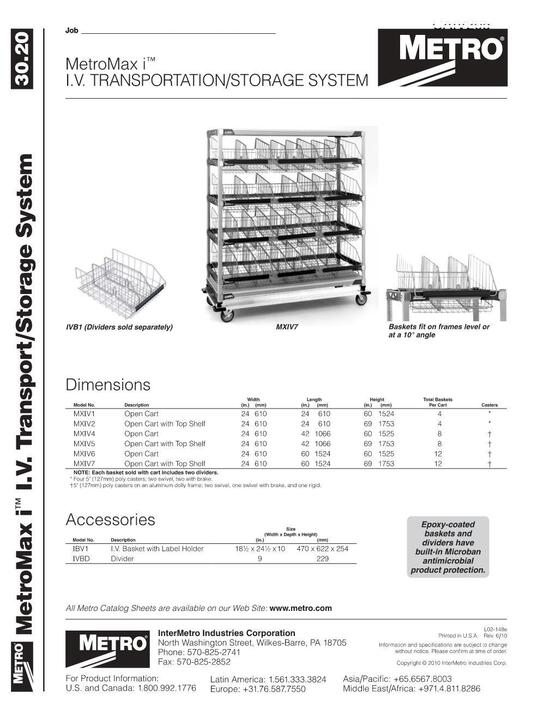 30.20
MetroMax i™ I.V. Transport/Storage System
METRO
Job
METRO®
MetroMax i™
I.V. TRANSPORTATION/STORAGE SYSTEM
IVB1 (Dividers sold separately)
MXIV7
Baskets fit on frames level or
at a 10° angle
Dimensions
Width Length Height Total Baskets
Model No. Description (in.) (mm) (in.) (mm) (in.) (mm) Per Cart Casters
MXIV1 Open Cart 24 610 24 610 60 1524 4 *
MXIV2 Open Cart with Top Shelf 24 610 24 610 69 1753 4 *
MXIV4 Open Cart 24 610 42 1066 60 1525 8 †
MXIV5 Open Cart with Top Shelf 24 610 42 1066 69 1753 8 †
MXIV6 Open Cart 24 610 60 1524 60 1525 12 †
MXIV7 Open Cart with Top Shelf 24 610 60 1524 69 1753 12 †
NOTE: Each basket sold with cart includes two dividers.
* Four 5" (127mm) poly casters; two swivel, two with brake.
†5" (127mm) poly casters on an aluminum dolly frame; two swivel, one swivel with brake, and one rigid.
Accessories
Size
(Width x Depth x Height)
Model No. Description (in.) (mm)
IBV1 I.V. Basket with Label Holder 18½ x 24½ x 10 470 x 622 x 254
IVBD Divider 9 229
Epoxy-coated
baskets and
dividers have
built-in Microban
antimicrobial
product protection.
All Metro Catalog Sheets are available on our Web Site: www.metro.com
METRO®
InterMetro Industries Corporation
North Washington Street, Wilkes-Barre, PA 18705
Phone: 570-825-2741
Fax: 570-825-2852
L02-148e
Printed in U.S.A. Rev. 6/10
Information and specifications are subject to change
without notice. Please confirm at time of order.
Copyright © 2010 InterMetro Industries Corp.
For Product Information:
U.S. and Canada: 1.800.992.1776
Latin America: 1.561.333.3824
Europe: +31.76.587.7550
Asia/Pacific: +65.6567.8003
Middle East/Africa: +971.4.811.8286